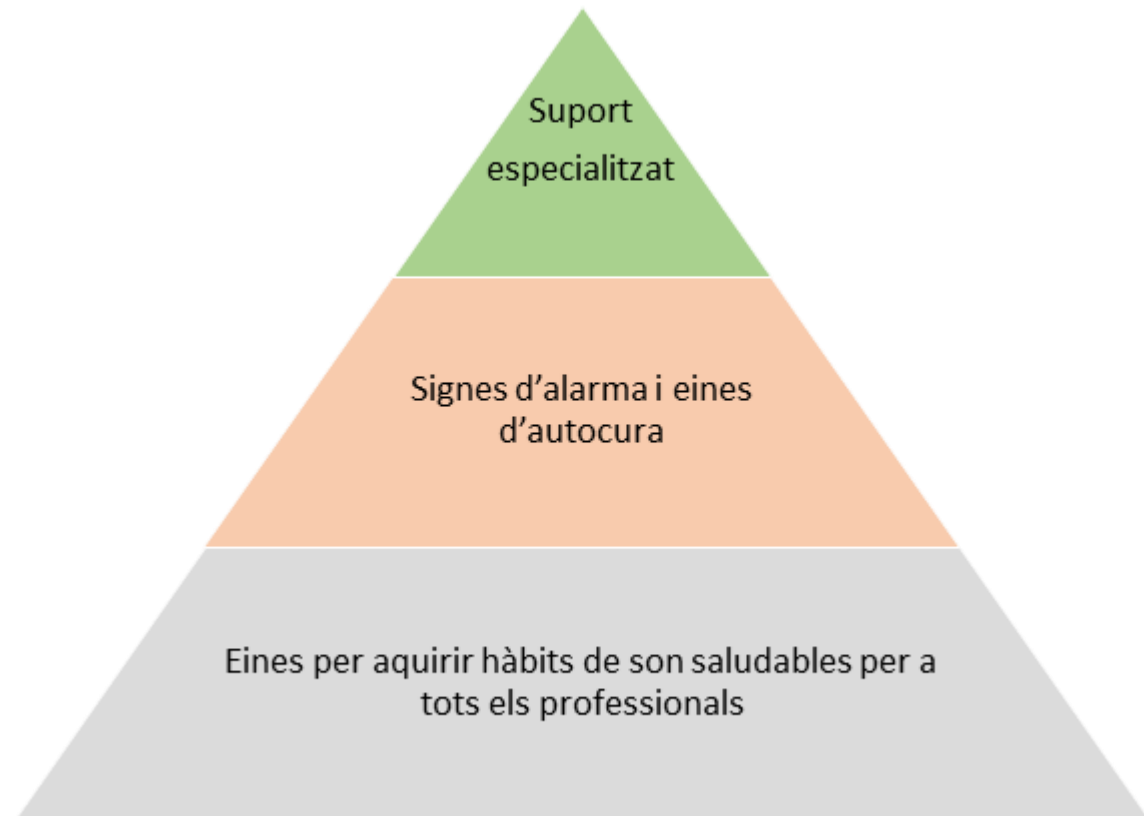 Suport
especialitzat
Signes d’alarma i eines
d’autocura
Eines per aquirir hàbits de son saludables per a
tots els professionals